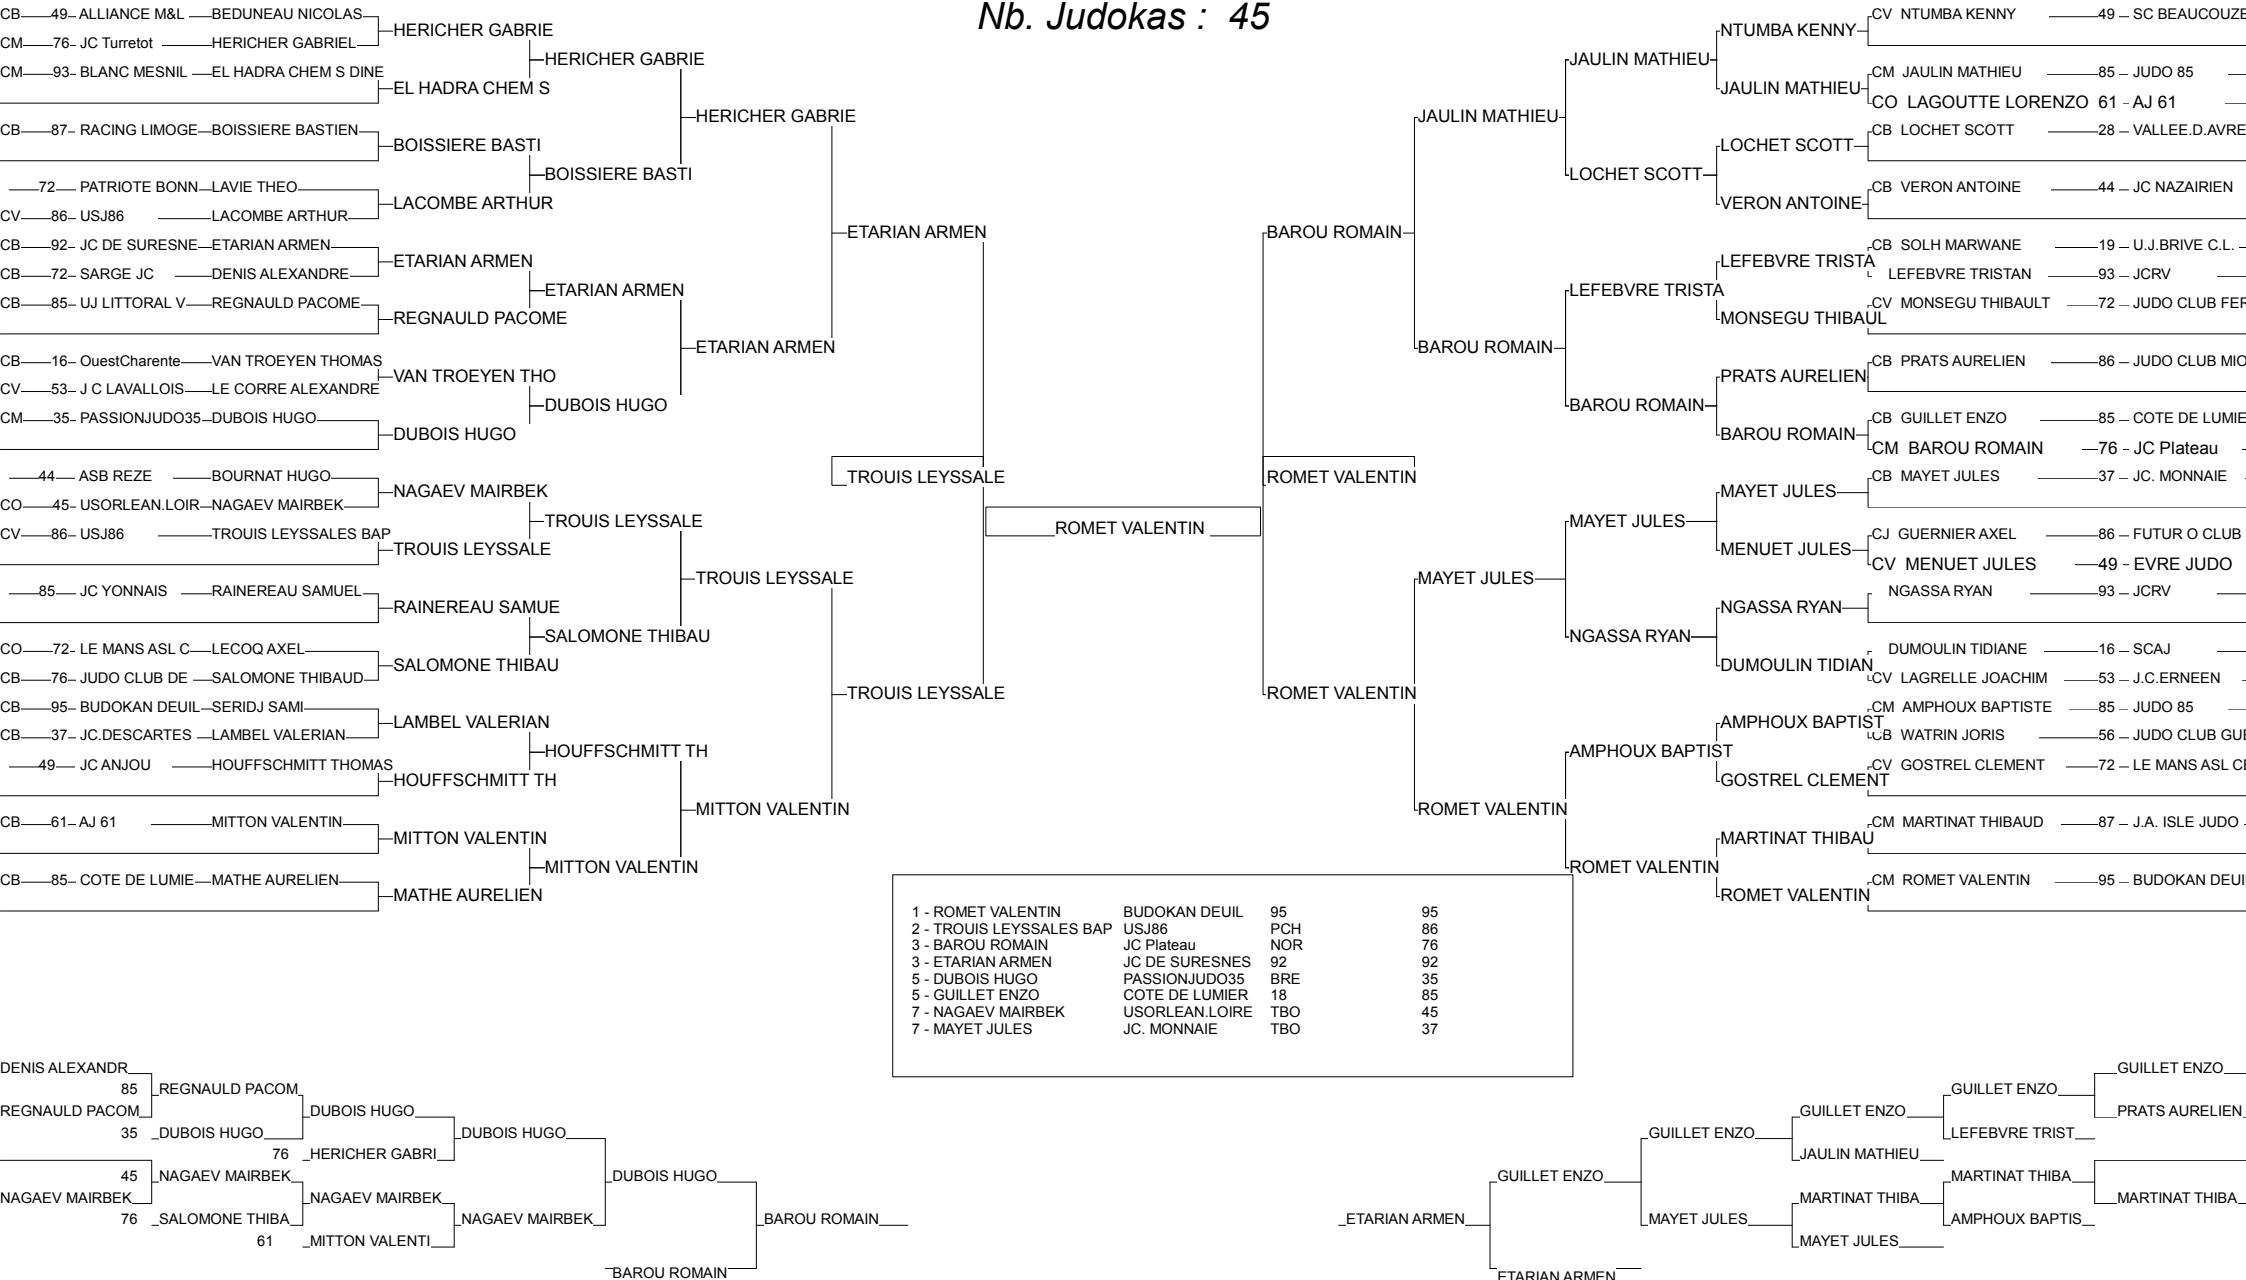 Nb. Judokas : 45
CB 49 ALLIANCE M&L BEDUNEAU NICOLAS
CM 76 JC Turretot HERICHER GABRIEL
CM 93 BLANC MESNIL EL HADRA CHEM S DINE
CB 87 RACING LIMOGE BOISSIERE BASTIEN
72 PATRIOTE BONN LAVIE THEO
CV 86 USJ86 LACOMBE ARTHUR
CB 92 JC DE SURESNE ETARIAN ARMEN
CB 72 SARGE JC DENIS ALEXANDRE
CB 85 UJ LITTORAL V REGNAULD PACOME
CB 16 OuestCharente VAN TROEYEN THOMAS
CV 53 J C LAVALLOIS LE CORRE ALEXANDRE
CM 35 PASSIONJUDO35 DUBOIS HUGO
44 ASB REZE BOURNAT HUGO
CO 45 USORLEAN.LOIR NAGAEV MAIRBEK
CV 86 USJ86 TROUIS LEYSSALES BAP
85 JC YONNAIS RAINEREAU SAMUEL
CO 72 LE MANS ASL C LECOQ AXEL
CB 76 JUDO CLUB DE SALOMONE THIBAUD
CB 95 BUDOKAN DEUIL SERIDJ SAMI
CB 37 JC.DESCARTES LAMBEL VALERIAN
49 JC ANJOU HOUFFSCHMITT THOMAS
CB 61 AJ 61 MITTON VALENTIN
CB 85 COTE DE LUMIE MATHE AURELIEN
HERICHER GABRIE
EL HADRA CHEM S
BOISSIERE BASTI
LACOMBE ARTHUR
ETARIAN ARMEN
REGNAULD PACOME
VAN TROEYEN THO
DUBOIS HUGO
NAGAEV MAIRBEK
TROUIS LEYSSALE
RAINEREAU SAMUE
SALOMONE THIBAU
LAMBEL VALERIAN
HOUFFSCHMITT TH
MITTON VALENTIN
MATHE AURELIEN
HERICHER GABRIE
BOISSIERE BASTI
ETARIAN ARMEN
DUBOIS HUGO
TROUIS LEYSSALE
SALOMONE THIBAU
HOUFFSCHMITT TH
MITTON VALENTIN
HERICHER GABRIE
ETARIAN ARMEN
TROUIS LEYSSALE
MITTON VALENTIN
ETARIAN ARMEN
TROUIS LEYSSALE
TROUIS LEYSSALE
ROMET VALENTIN
ROMET VALENTIN
BAROU ROMAIN
ROMET VALENTIN
JAULIN MATHIEU
BAROU ROMAIN
MAYET JULES
ROMET VALENTIN
JAULIN MATHIEU
LOCHET SCOTT
LEFEBVRE TRISTA
BAROU ROMAIN
MAYET JULES
NGASSA RYAN
AMPHOUX BAPTIST
ROMET VALENTIN
NTUMBA KENNY
JAULIN MATHIEU
LOCHET SCOTT
VERON ANTOINE
LEFEBVRE TRISTA
MONSEGU THIBAUL
PRATS AURELIEN
BAROU ROMAIN
MAYET JULES
MENUET JULES
NGASSA RYAN
DUMOULIN TIDIAN
AMPHOUX BAPTIST
GOSTREL CLEMENT
MARTINAT THIBAU
ROMET VALENTIN
CV NTUMBA KENNY 49 SC BEAUCOUZE
CM JAULIN MATHIEU 85 JUDO 85
CO LAGOUTTE LORENZO 61 - AJ 61
CB LOCHET SCOTT 28 VALLEE.D.AVRE
CB VERON ANTOINE 44 JC NAZAIRIEN
CB SOLH MARWANE 19 U.J.BRIVE C.L.
LEFEBVRE TRISTAN 93 JCRV
CV MONSEGU THIBAULT 72 JUDO CLUB FER
CB PRATS AURELIEN 86 JUDO CLUB MIO
CB GUILLET ENZO 85 COTE DE LUMIE
CM BAROU ROMAIN 76 - JC Plateau
CB MAYET JULES 37 JC. MONNAIE
CJ GUERNIER AXEL 86 FUTUR O CLUB
CV MENUET JULES 49 - EVRE JUDO
NGASSA RYAN 93 JCRV
DUMOULIN TIDIANE 16 SCAJ
CV LAGRELLE JOACHIM 53 J.C.ERNEEN
CM AMPHOUX BAPTISTE 85 JUDO 85
CB WATRIN JORIS 56 JUDO CLUB GUE
CV GOSTREL CLEMENT 72 LE MANS ASL CE
CM MARTINAT THIBAUD 87 J.A. ISLE JUDO
CM ROMET VALENTIN 95 BUDOKAN DEUI
1 - ROMET VALENTIN BUDOKAN DEUIL 95 95
2 - TROUIS LEYSSALES BAP USJ86 PCH 86
3 - BAROU ROMAIN JC Plateau NOR 76
3 - ETARIAN ARMEN JC DE SURESNES 92 92
5 - DUBOIS HUGO PASSIONJUDO35 BRE 35
5 - GUILLET ENZO COTE DE LUMIER 18 85
7 - NAGAEV MAIRBEK USORLEAN.LOIRE TBO 45
7 - MAYET JULES JC. MONNAIE TBO 37
DENIS ALEXANDR
85 REGNAULD PACOM
REGNAULD PACOM DUBOIS HUGO
35 DUBOIS HUGO DUBOIS HUGO
76 HERICHER GABRI
45 NAGAEV MAIRBEK DUBOIS HUGO
NAGAEV MAIRBEK NAGAEV MAIRBEK
76 SALOMONE THIBA NAGAEV MAIRBEK BAROU ROMAIN
61 MITTON VALENTI
BAROU ROMAIN
GUILLET ENZO
GUILLET ENZO
GUILLET ENZO PRATS AURELIEN
GUILLET ENZO LEFEBVRE TRIST
JAULIN MATHIEU
GUILLET ENZO MARTINAT THIBA
MARTINAT THIBA MARTINAT THIBA
ETARIAN ARMEN MAYET JULES AMPHOUX BAPTIS
MAYET JULES
ETARIAN ARMEN